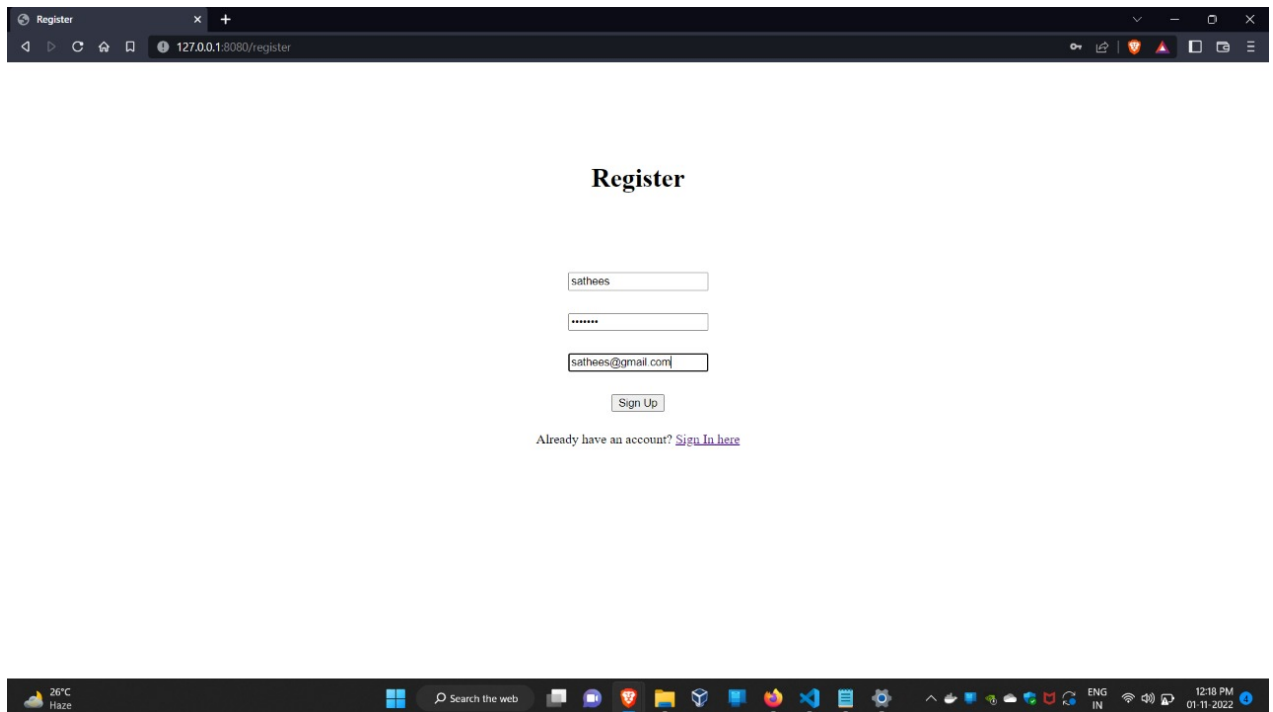 Register
127.0.0.1:8080/register
Register
sathees
•••••••
sathees@gmail.com
Sign Up
Already have an account? Sign In here
26°C
Haze
Search the web
ENG
IN
12:18 PM
01-11-2022
4